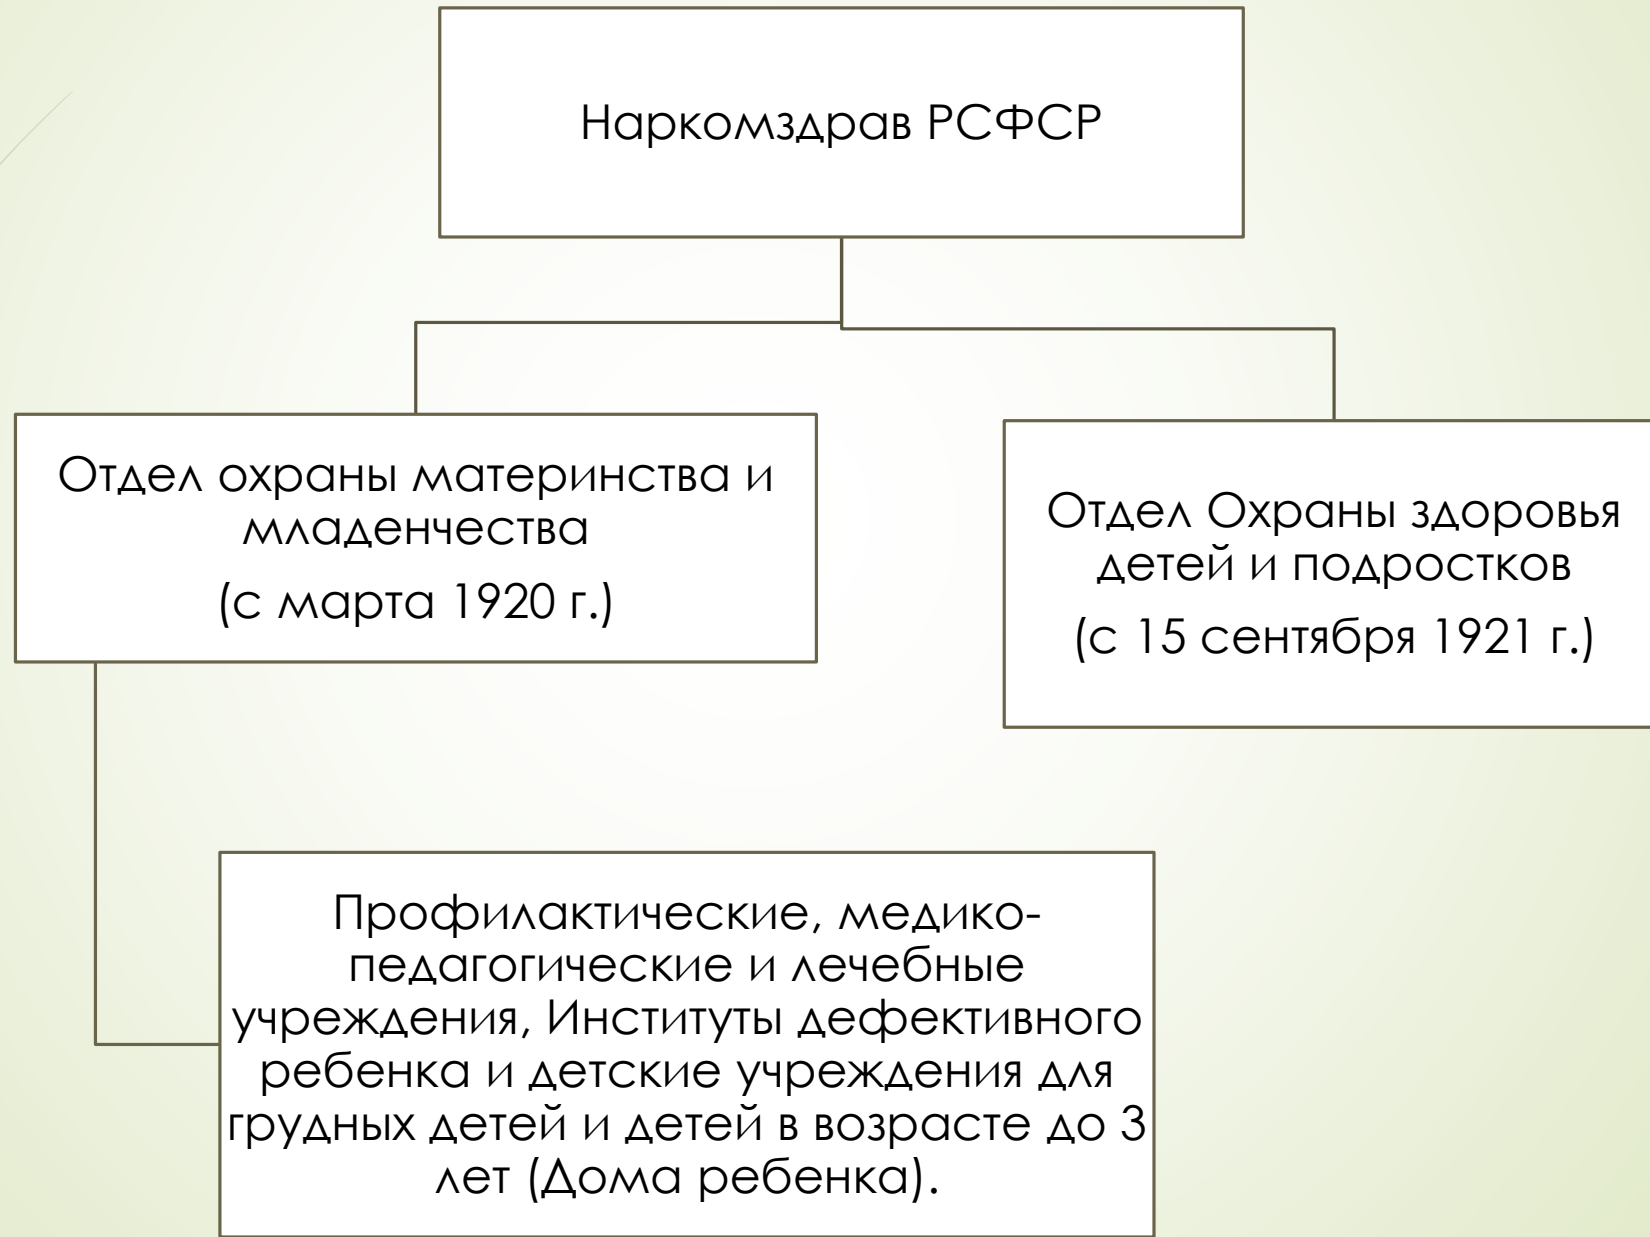 Наркомздрав РСФСР
Отдел охраны материнства и
младенчества
(с марта 1920 г.)
Отдел Охраны здоровья
детей и подростков
(с 15 сентября 1921 г.)
Профилактические, медико-
педагогические и лечебные
учреждения, Институты дефективного
ребенка и детские учреждения для
грудных детей и детей в возрасте до 3
лет (Дома ребенка).